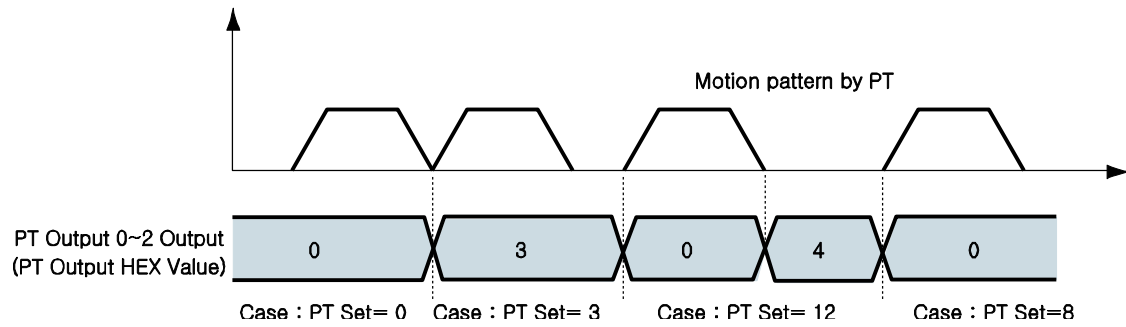 Motion pattern by PT
PT Output 0~2 Output
(PT Output HEX Value)
0
3
0
4
0
Case : PT Set= 0
Case : PT Set= 3
Case : PT Set= 12
Case : PT Set=8